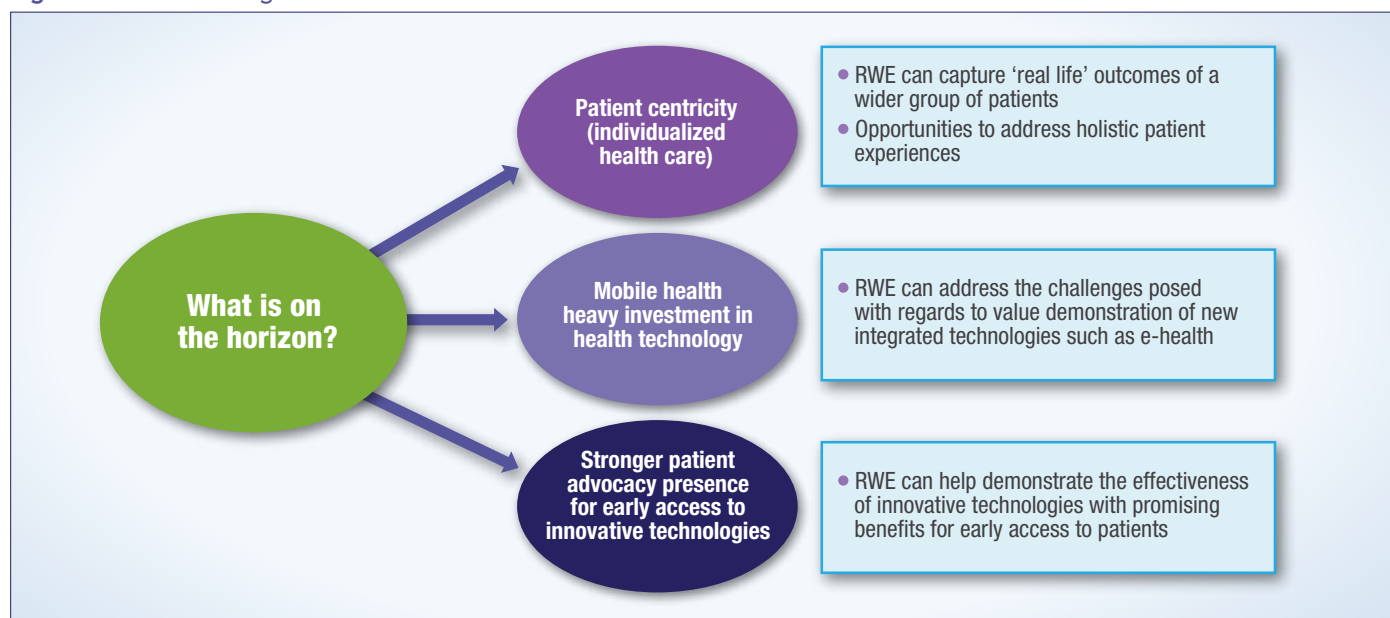 What is on
the horizon?
Patient centricity
(individualized
health care)
• RWE can capture ‘real life’ outcomes of a
wider group of patients
• Opportunities to address holistic patient
experiences
Mobile health
heavy investment in
health technology
• RWE can address the challenges posed
with regards to value demonstration of new
integrated technologies such as e-health
Stronger patient
advocacy presence
for early access to
innovative technologies
• RWE can help demonstrate the effectiveness
of innovative technologies with promising
benefits for early access to patients